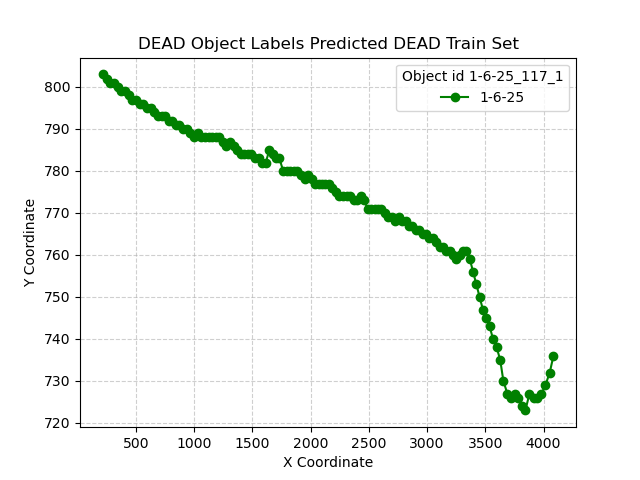 DEAD Object Labels Predicted DEAD Train Set
Object id 1-6-25_117_1
1-6-25
Y Coordinate
800
790
780
770
760
750
740
730
720
500 1000 1500 2000 2500 3000 3500 4000
X Coordinate